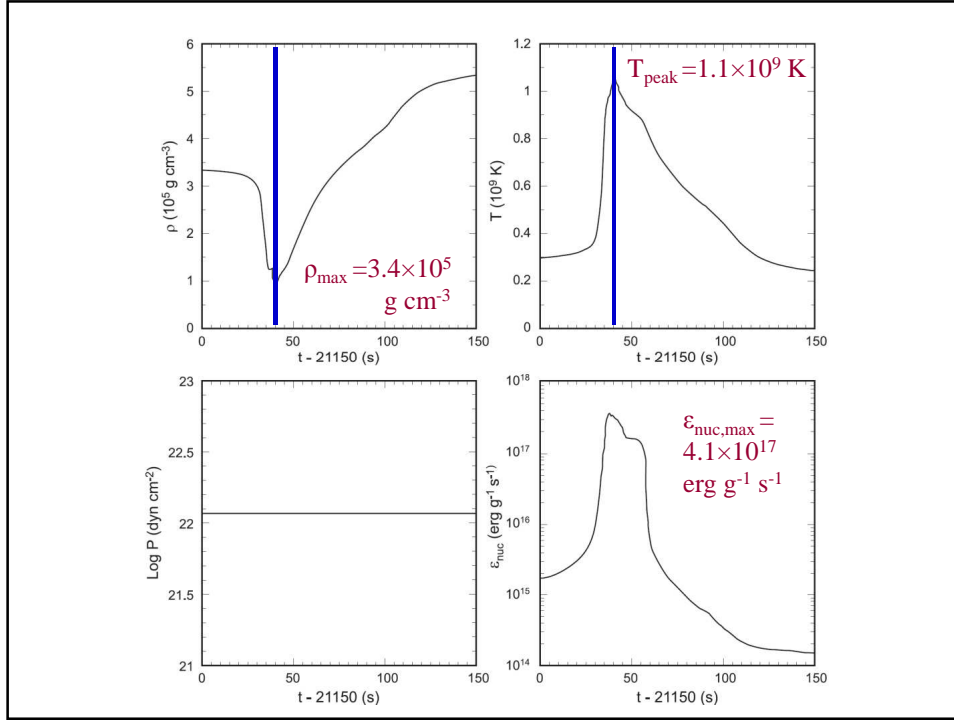 6
5
4
3
2
1
0
ρ (10⁵ g cm⁻³)
ρmax =3.4×10⁵
g cm⁻³
0 50 100 150
t - 21150 (s)
1.2
1
0.8
0.6
0.4
0.2
0
T (10⁹ K)
Tpeak =1.1×10⁹ K
0 50 100 150
t - 21150 (s)
23
22.5
22
21.5
21
Log P (dyn cm⁻²)
0 50 100 150
t - 21150 (s)
10¹⁸
10¹⁷
10¹⁶
10¹⁵
10¹⁴
εnuc (erg g⁻¹ s⁻¹)
εnuc,max =
4.1×10¹⁷
erg g⁻¹ s⁻¹
0 50 100 150
t - 21150 (s)